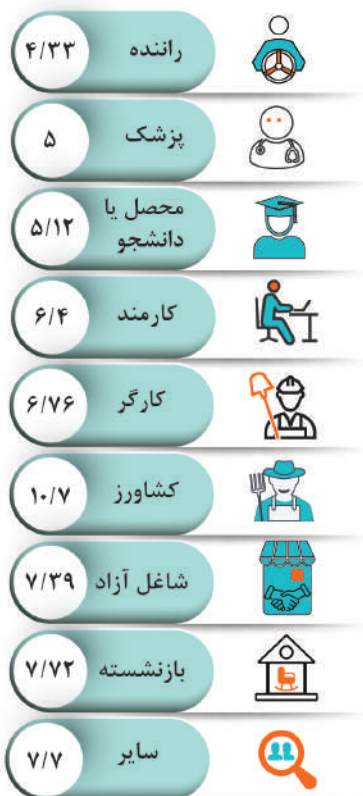 راننده ۴/۳۳
پزشک ۵
محصل یا
دانشجو ۵/۱۲
کارمند ۶/۴
کارگر ۶/۷۶
کشاورز ۱۰/۷
شاغل آزاد ۷/۳۹
بازنشسته ۷/۷۲
سایر ۷/۷